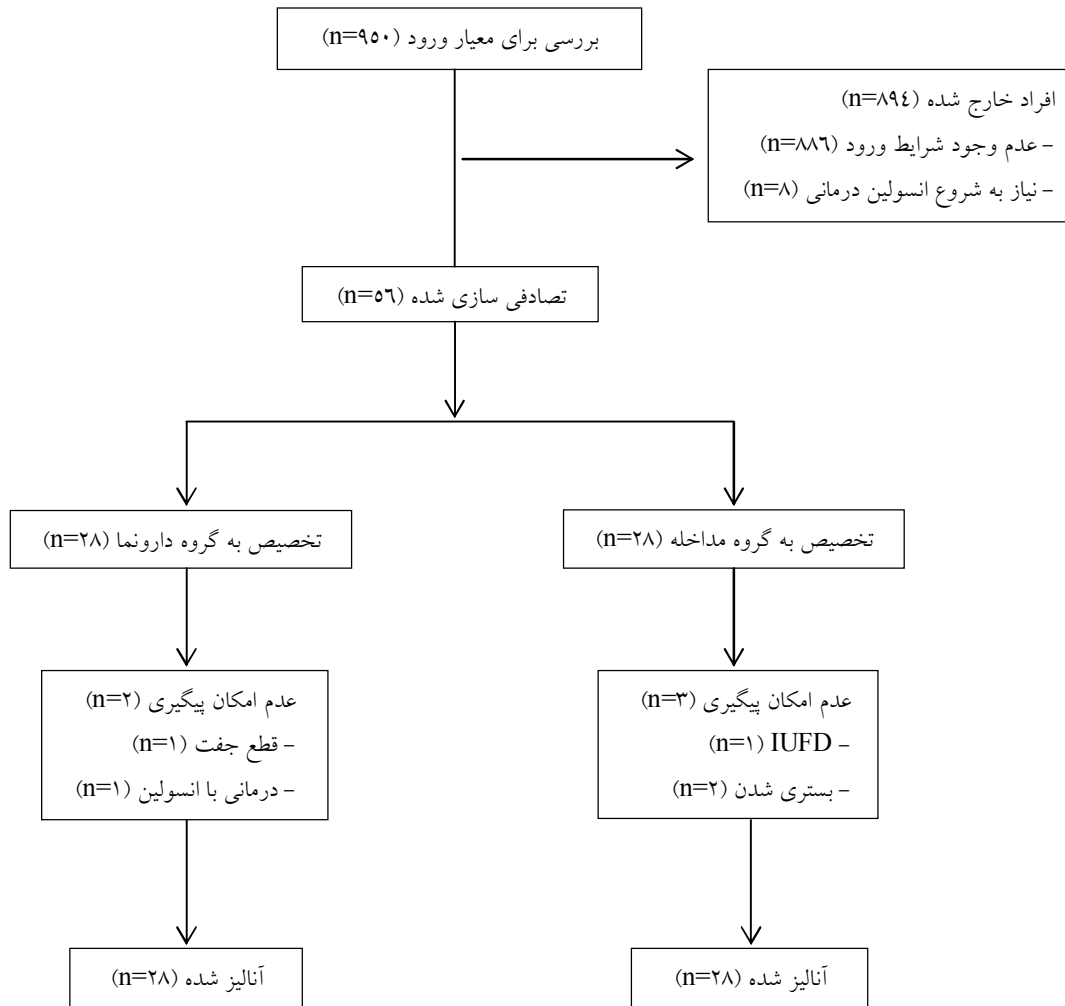 بررسی برای معیار ورود (n=۹۵۰)
افراد خارج شده (n=۸۹٤)
- عدم وجود شرایط ورود (n=۸۸٦)
- نیاز به شروع انسولین درمانی (n=۸)
تصادفی سازی شده (n=٥٦)
تخصیص به گروه مداخله (n=۲۸)
تخصیص به گروه دارونما (n=۲۸)
عدم امکان پیگیری (n=۳)
- IUFD (n=۱)
- بستری شدن (n=۲)
عدم امکان پیگیری (n=۲)
- قطع جفت (n=۱)
- درمانی با انسولین (n=۱)
آنالیز شده (n=۲۸)
آنالیز شده (n=۲۸)